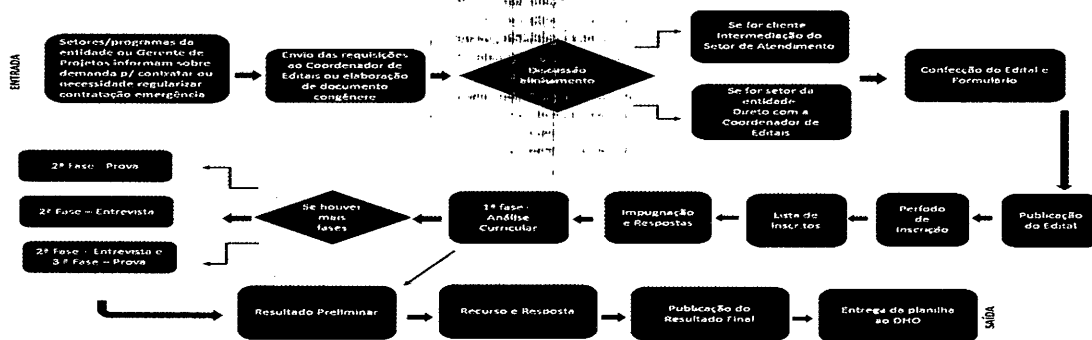 ENTRADA
Setores/programas da
entidade ou Gerente de
Projetos informam sobre
demanda p/ contratar ou
necessidade regularizar
contratação emergência
Envio das requisições
ao Coordenador de
Editais ou elaboração
de documento
congênere
Discussão
alinhamento
Se for cliente
Intermediação do
Setor de Atendimento
Se for setor da
entidade
Direto com a
Coordenador de
Editais
Confecção do Edital e
Formulário
Publicação
do Edital
Período
de
Inscrição
Lista de
Inscritos
Impugnação
e Respostas
1ª fase -
Análise
Curricular
Se houver
mais
fases
2ª Fase - Prova
2ª Fase – Entrevista
2ª Fase - Entrevista e
3ª Fase – Prova
Resultado Preliminar
Recurso e Resposta
Publicação do
Resultado Final
Entrega da planilha
ao DHO
SAÍDA